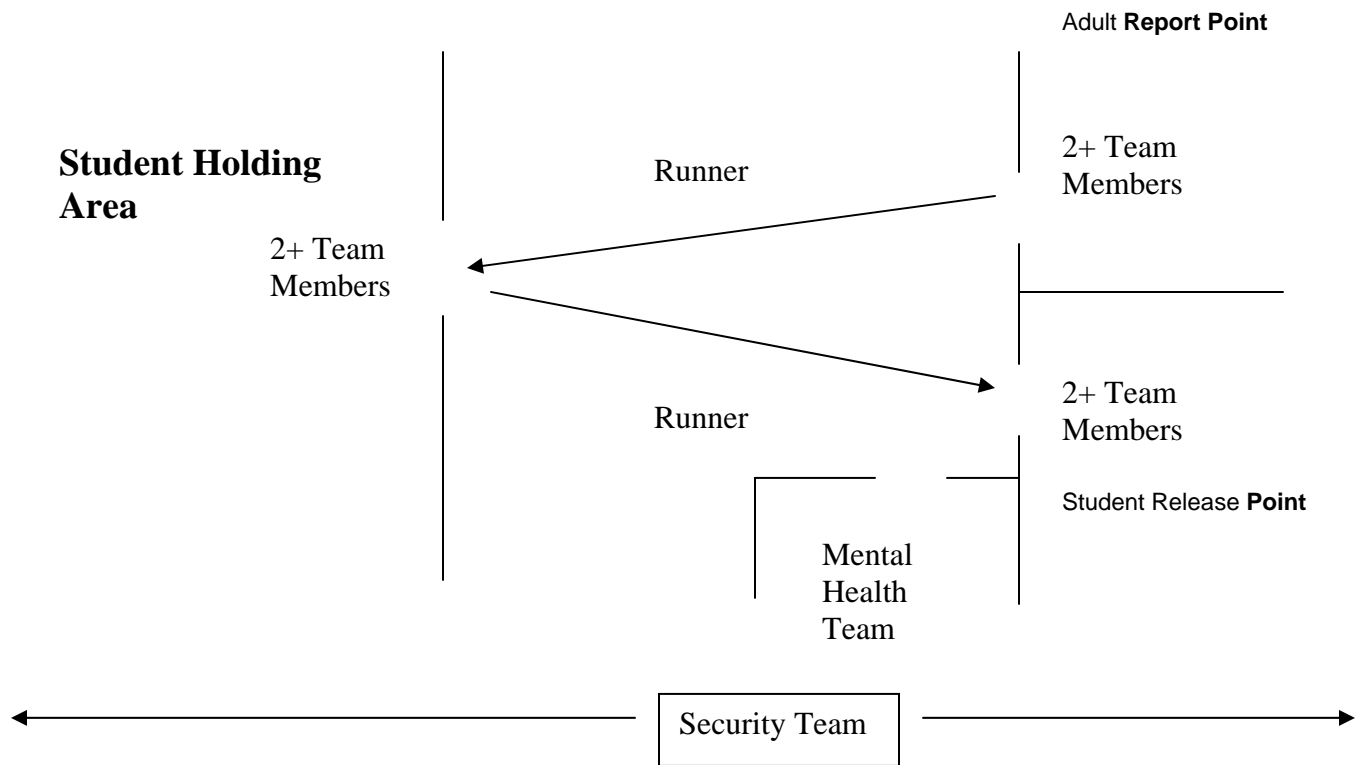 Adult Report Point
Student Holding
Area
Runner
2+ Team
Members
2+ Team
Members
Runner
2+ Team
Members
Student Release Point
Mental
Health
Team
Security Team